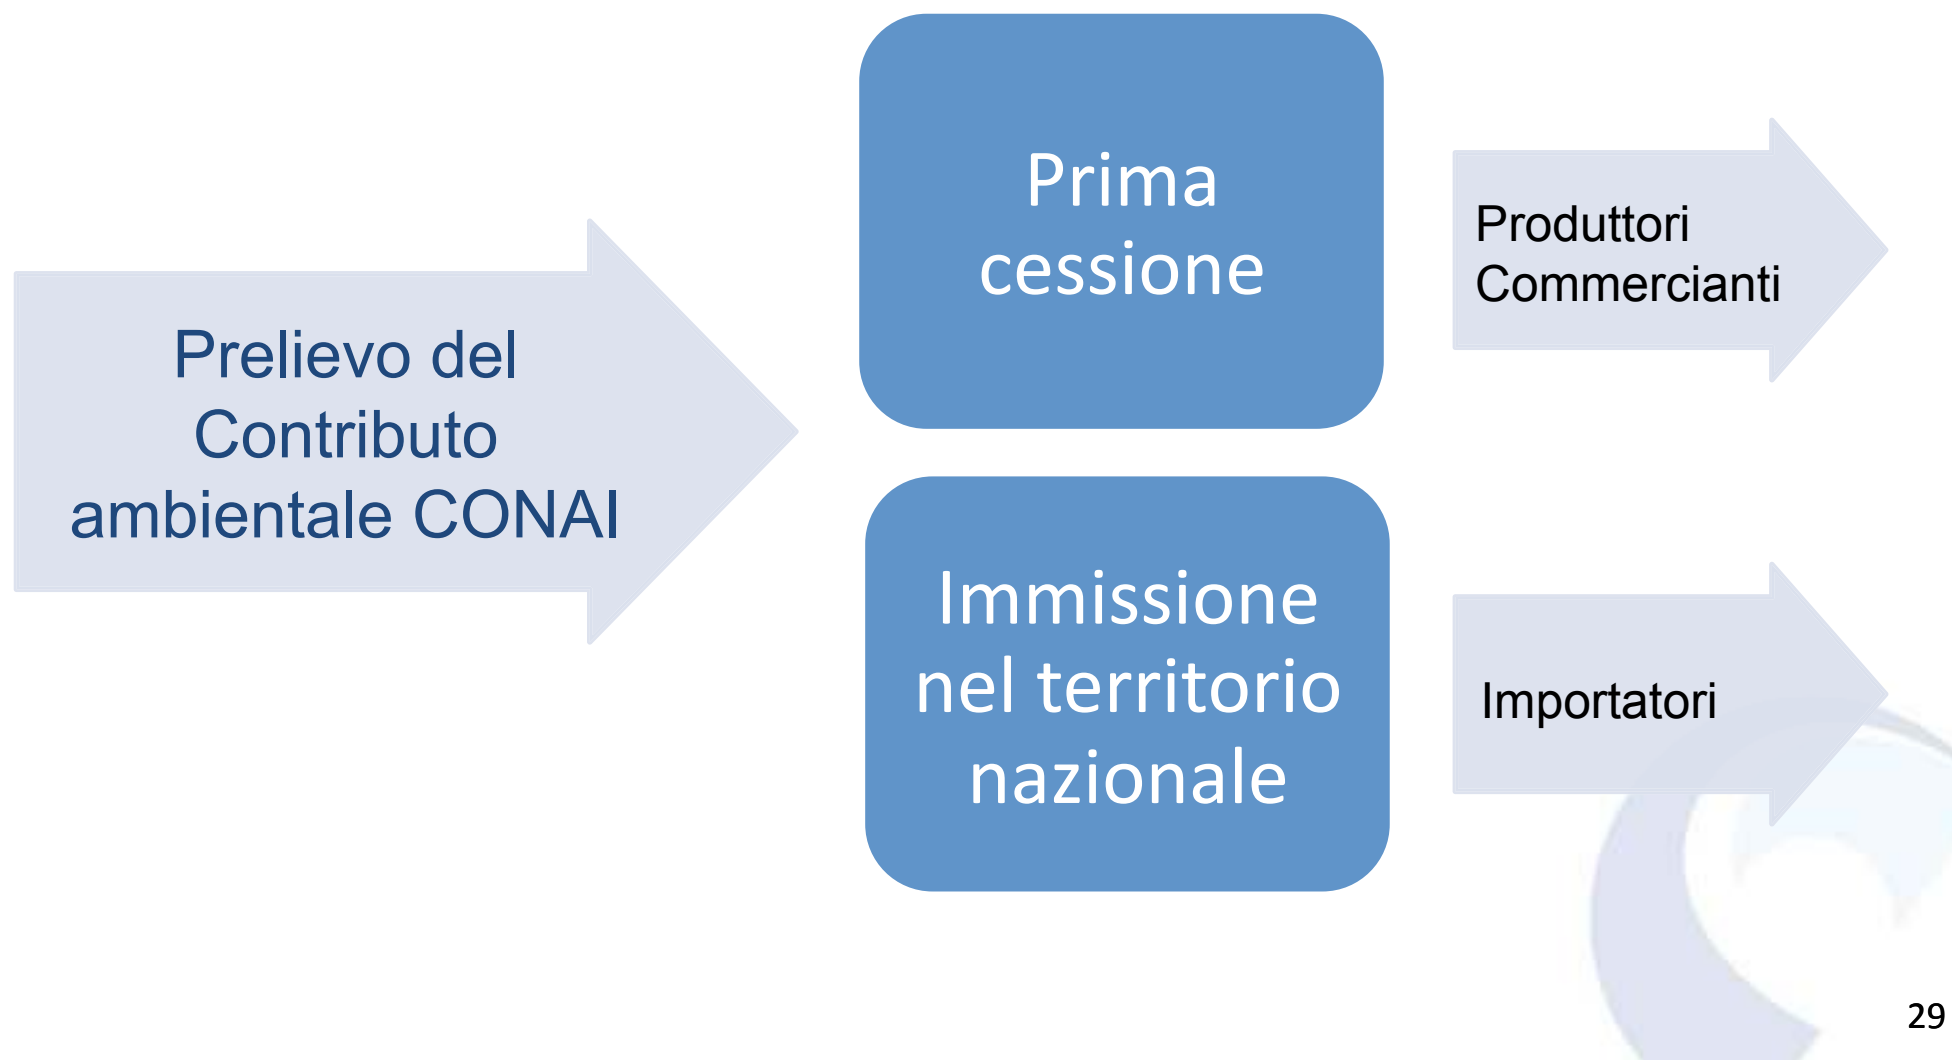 Prelievo del
Contributo
ambientale CONAI
Prima
cessione
Produttori
Commercianti
Immissione
nel territorio
nazionale
Importatori
29